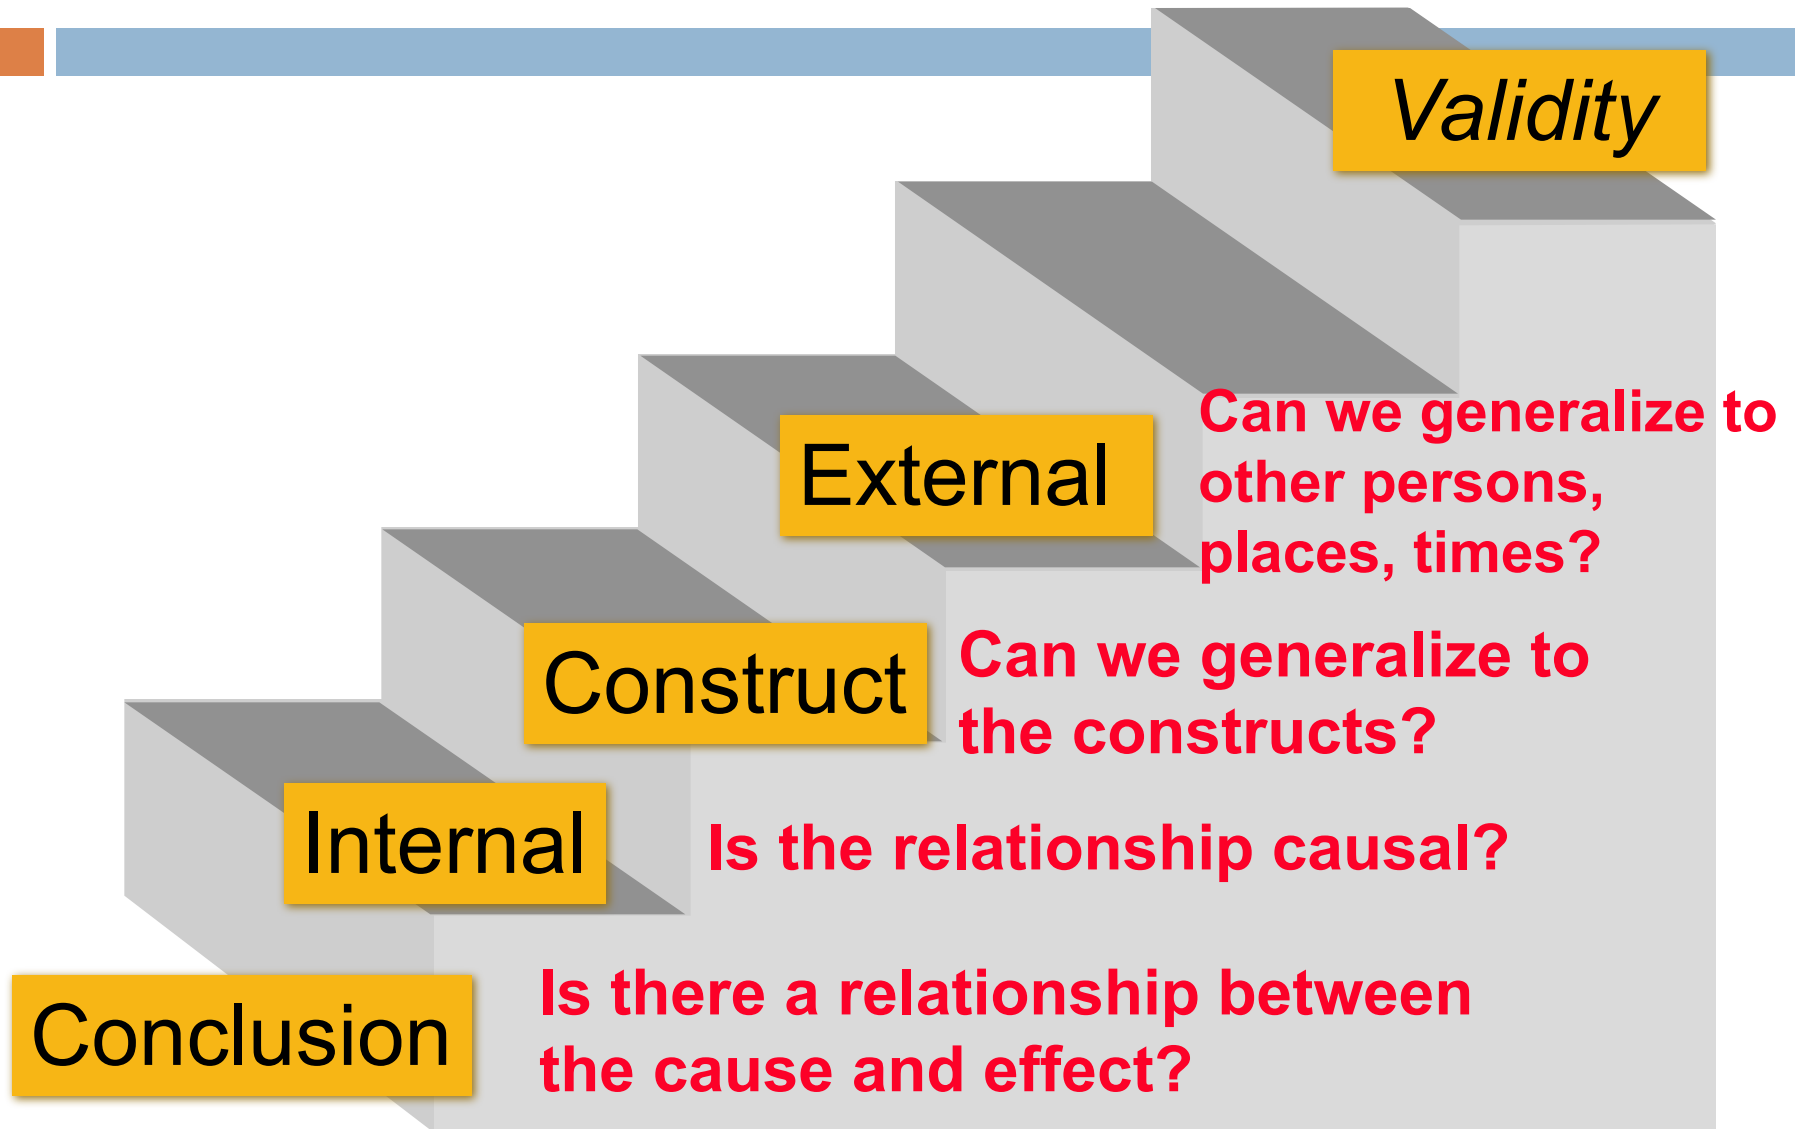 Validity
External
Can we generalize to
other persons,
places, times?
Construct
Can we generalize to
the constructs?
Internal
Is the relationship causal?
Conclusion
Is there a relationship between
the cause and effect?